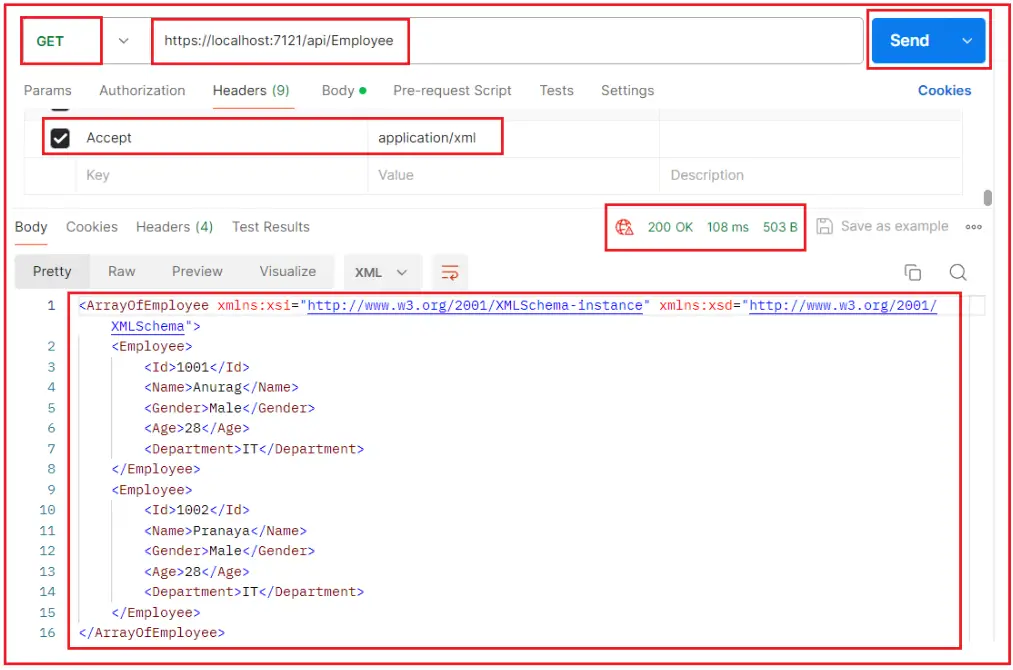 GET https://localhost:7121/api/Employee Send
Params Authorization Headers (9) Body Pre-request Script Tests Settings Cookies
Accept application/xml
Key Value Description
Body Cookies Headers (4) Test Results 200 OK 108 ms 503 B Save as example
Pretty Raw Preview Visualize XML
1 <ArrayOfEmployee xmlns:xsi="http://www.w3.org/2001/XMLSchema-instance" xmlns:xsd="http://www.w3.org/2001/
XMLSchema">
2 <Employee>
3 <Id>1001</Id>
4 <Name>Anurag</Name>
5 <Gender>Male</Gender>
6 <Age>28</Age>
7 <Department>IT</Department>
8 </Employee>
9 <Employee>
10 <Id>1002</Id>
11 <Name>Pranaya</Name>
12 <Gender>Male</Gender>
13 <Age>28</Age>
14 <Department>IT</Department>
15 </Employee>
16 </ArrayOfEmployee>